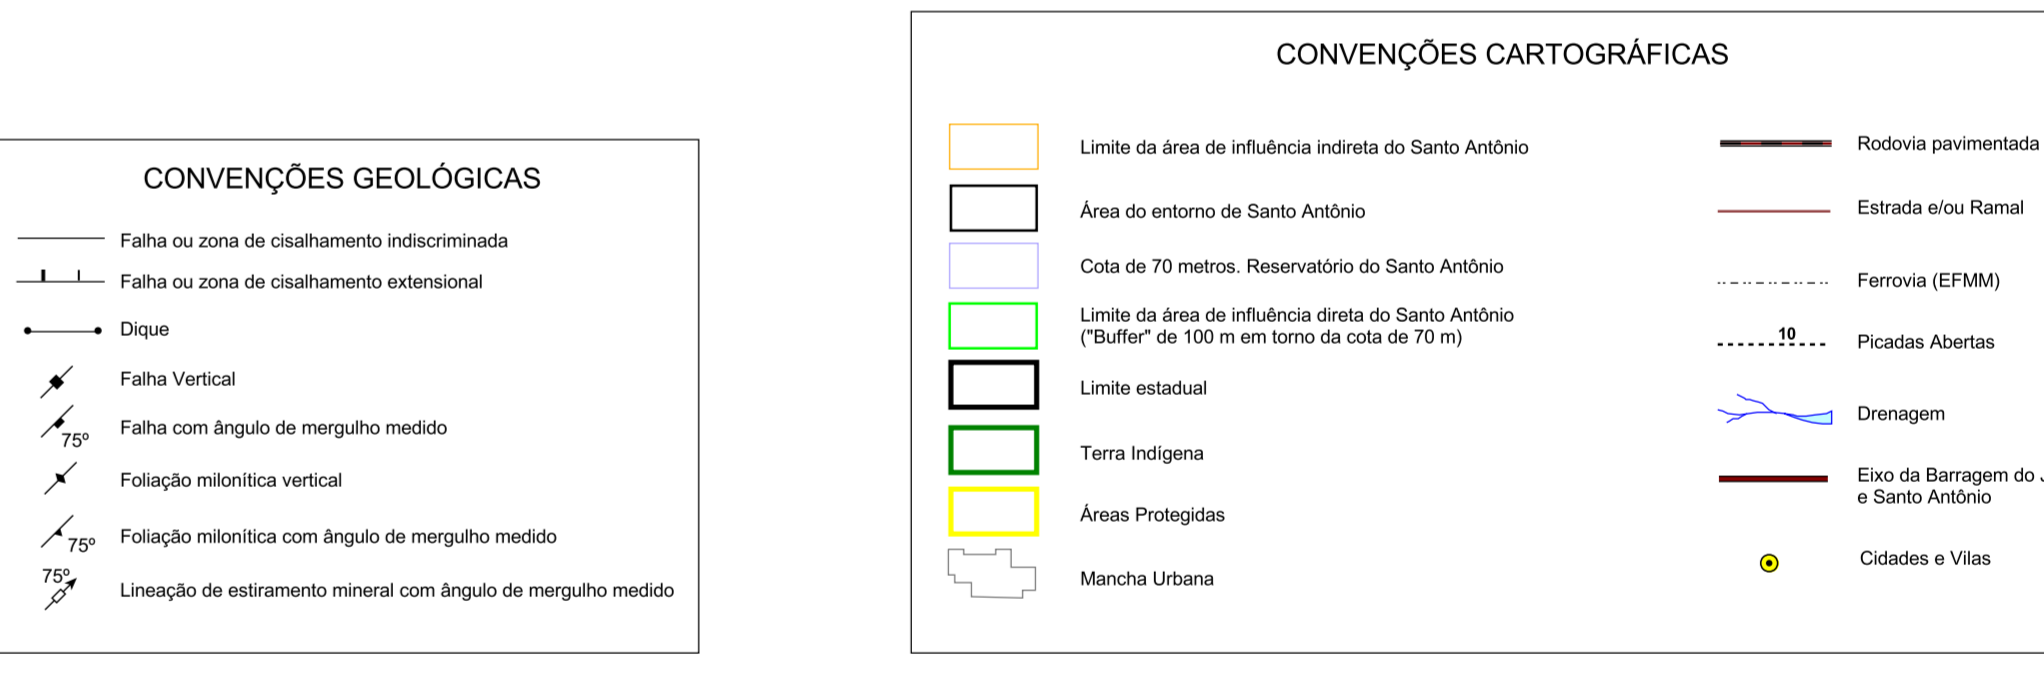 CONVENÇÕES GEOLÓGICAS
Falha ou zona de cisalhamento indiscriminada
Falha ou zona de cisalhamento extensional
Dique
Falha Vertical
75º
Falha com ângulo de mergulho medido
Foliação milonítica vertical
75º
Foliação milonítica com ângulo de mergulho medido
75º
Lineação de estiramento mineral com ângulo de mergulho medido
CONVENÇÕES CARTOGRÁFICAS
Limite da área de influência indireta do Santo Antônio
Área do entorno de Santo Antônio
Cota de 70 metros. Reservatório do Santo Antônio
Limite da área de influência direta do Santo Antônio
("Buffer" de 100 m em torno da cota de 70 m)
Limite estadual
Terra Indígena
Áreas Protegidas
Mancha Urbana
Rodovia pavimentada
Estrada e/ou Ramal
Ferrovia (EFMM)
10
Picadas Abertas
Drenagem
Eixo da Barragem do
e Santo Antônio
Cidades e Vilas